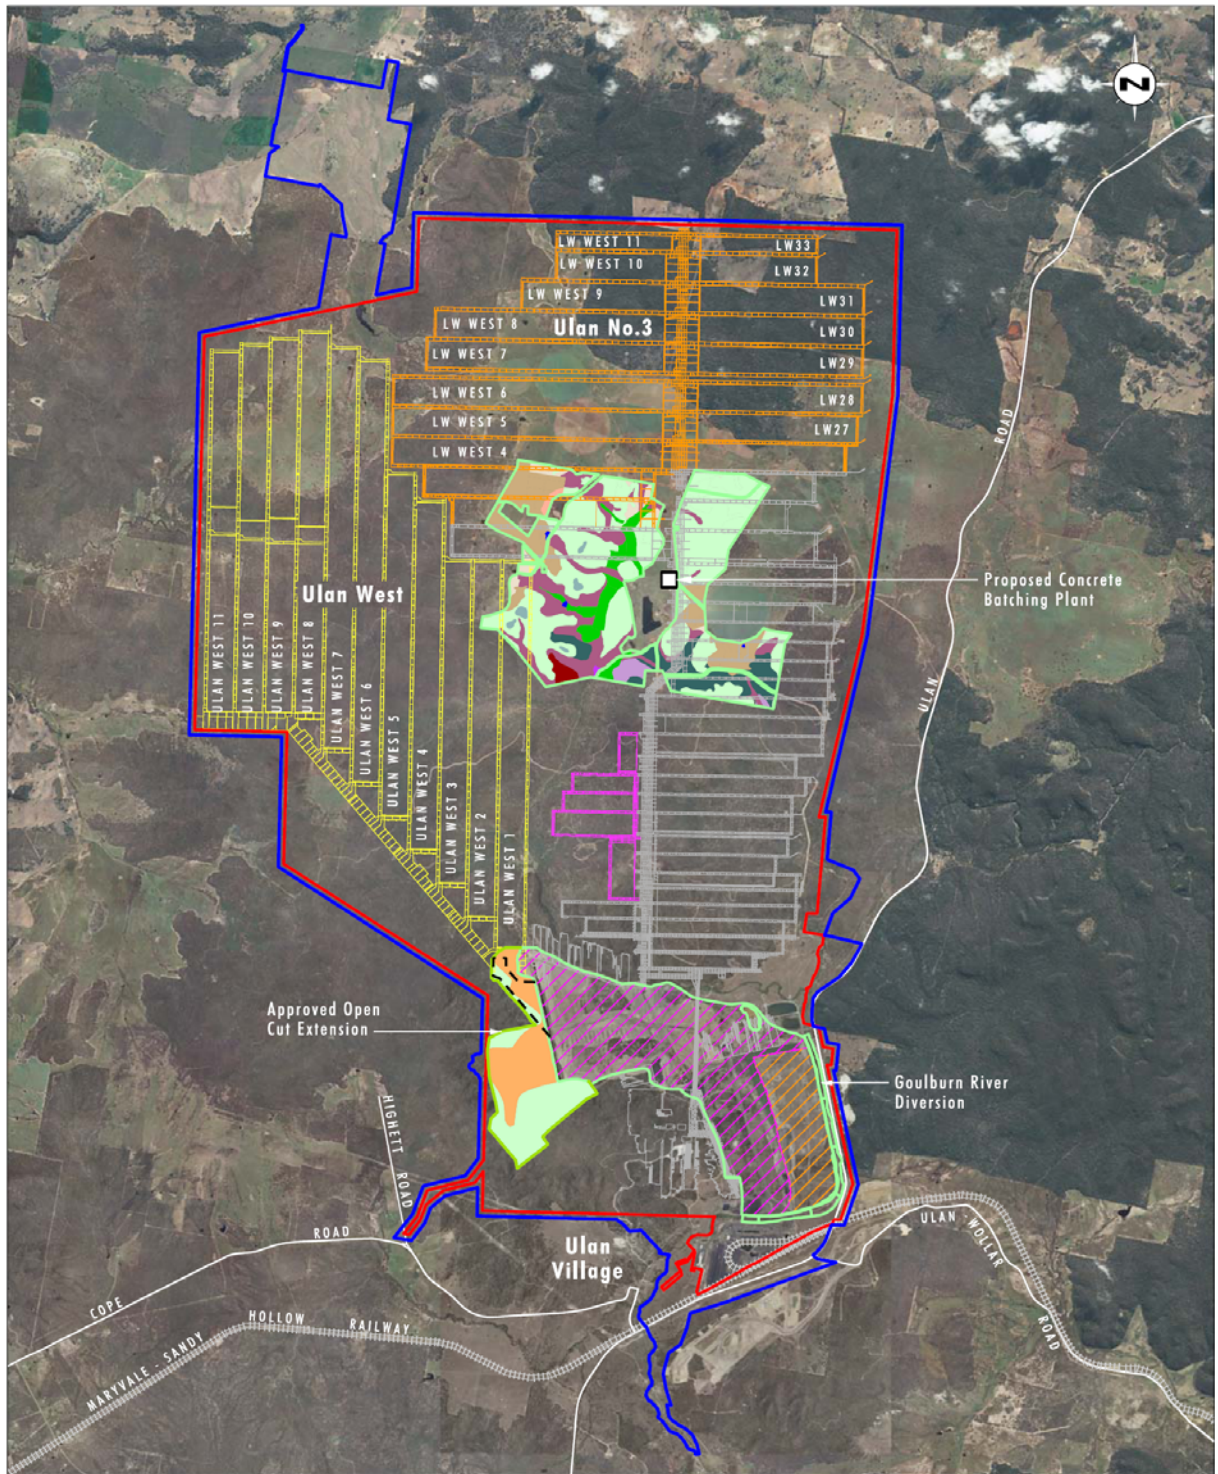 N
LW WEST 11
LW33
LW WEST 10
LW32
LW WEST 9
LW31
LW WEST 8
Ulan No.3
LW30
LW WEST 7
LW29
LW WEST 6
LW28
LW WEST 5
LW27
LW WEST 4
ROAD
ULAN
Proposed Concrete
Batching Plant
Ulan West
ULAN WEST 11
ULAN WEST 10
ULAN WEST 9
ULAN WEST 8
ULAN WEST 7
ULAN WEST 6
ULAN WEST 5
ULAN WEST 4
ULAN WEST 3
ULAN WEST 2
ULAN WEST 1
Approved Open
Cut Extension
Goulburn River
Diversion
HIGHETT ROAD
ULAN - WOLLAR
ROAD
Ulan
Village
COPE ROAD
MARYVALE - SANDY HOLLOW RAILWAY